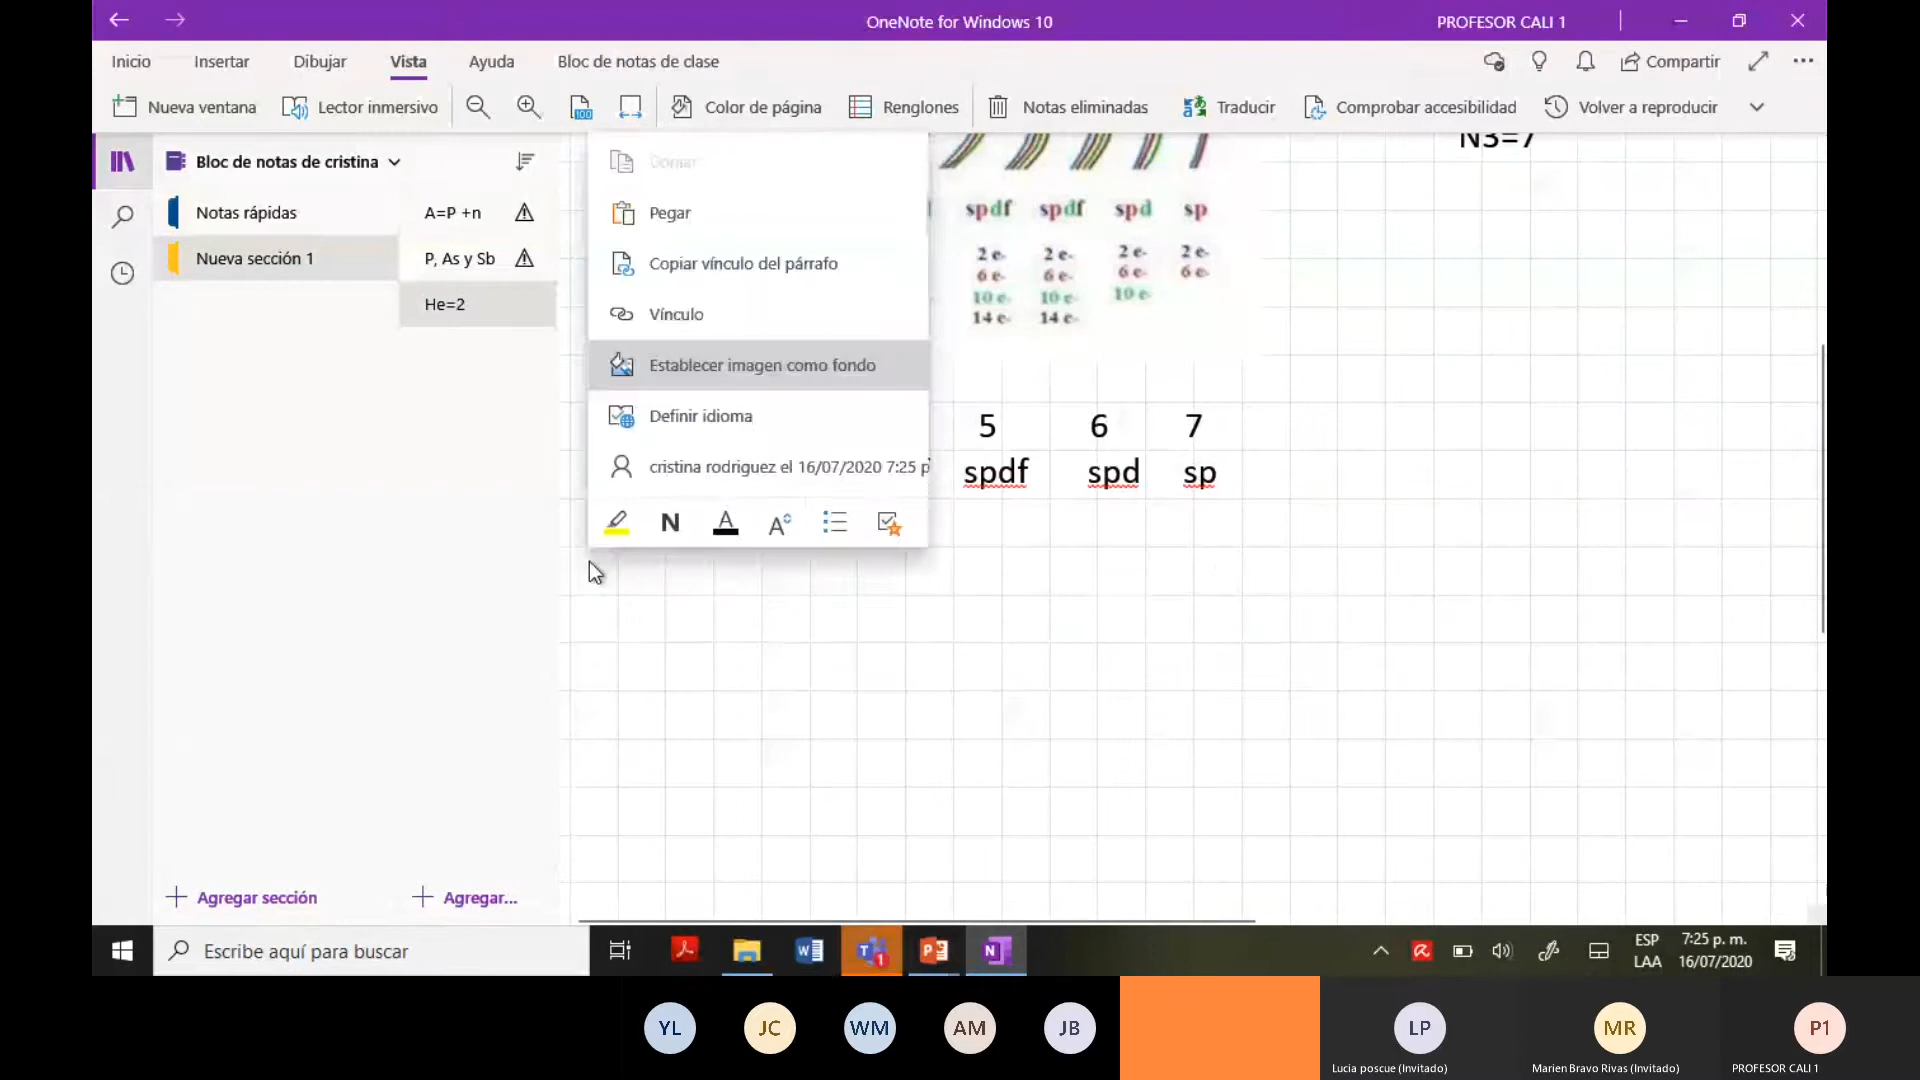 OneNote for Windows 10
PROFESOR CALI 1
Inicio
Insertar
Dibujar
Vista
Ayuda
Bloc de notas de clase
Compartir
Nueva ventana
Lector inmersivo
Color de página
Renglones
Notas eliminadas
Traducir
Comprobar accesibilidad
Volver a reproducir
Bloc de notas de cristina
Notas rápidas
Nueva sección 1
A=P +n
P, As y Sb
He=2
Copiar
Pegar
Copiar vínculo del párrafo
Vínculo
Establecer imagen como fondo
Definir idioma
cristina rodriguez el 16/07/2020 7:25 p
N A A
N3=7
spdf spdf spd sp
2 e- 2 e- 2 e- 2 e-
6 e- 6 e- 6 e- 6 e-
10 e- 10 e- 10 e-
14 e- 14 e-
5 6 7
spdf spd sp
Agregar sección
Agregar...
Escribe aquí para buscar
ESP
LAA
7:25 p. m.
16/07/2020
YL
JC
WM
AM
JB
LP
Lucia poscue (Invitado)
MR
Marien Bravo Rivas (Invitado)
P1
PROFESOR CALI 1